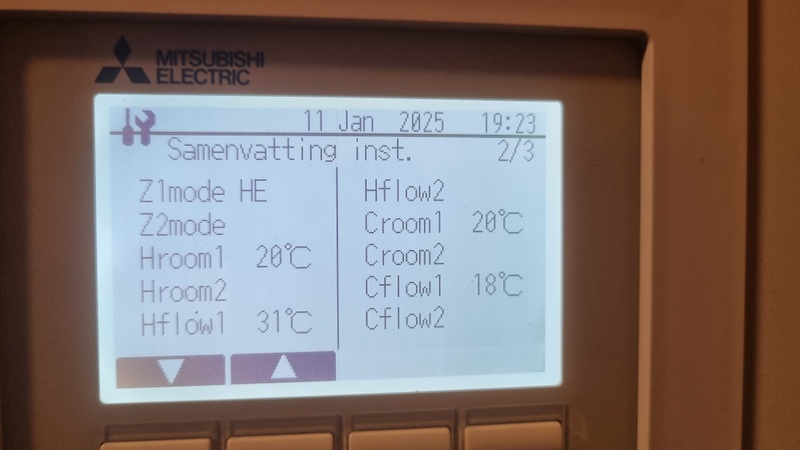 MITSUBISHI
ELECTRIC
11 Jan 2025 19:23
Samenvatting inst. 2/3
Z1mode HE
Z2mode
Hroom1 20℃
Hroom2
Hflow1 31℃
Hflow2
Croom1 20℃
Croom2
Cflow1 18℃
Cflow2